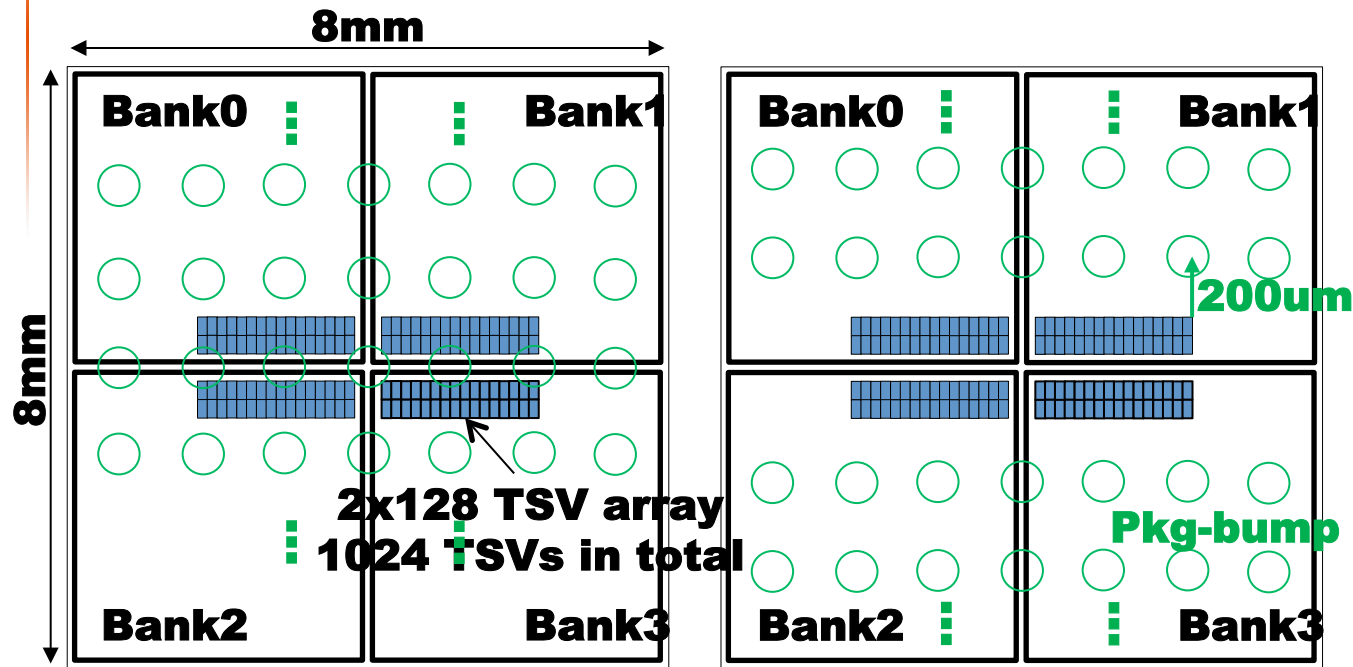 8mm
Bank0
Bank1
Bank0
Bank1
200um
8mm
2x128 TSV array
1024 TSVs in total
Pkg-bump
Bank2
Bank3
Bank2
Bank3